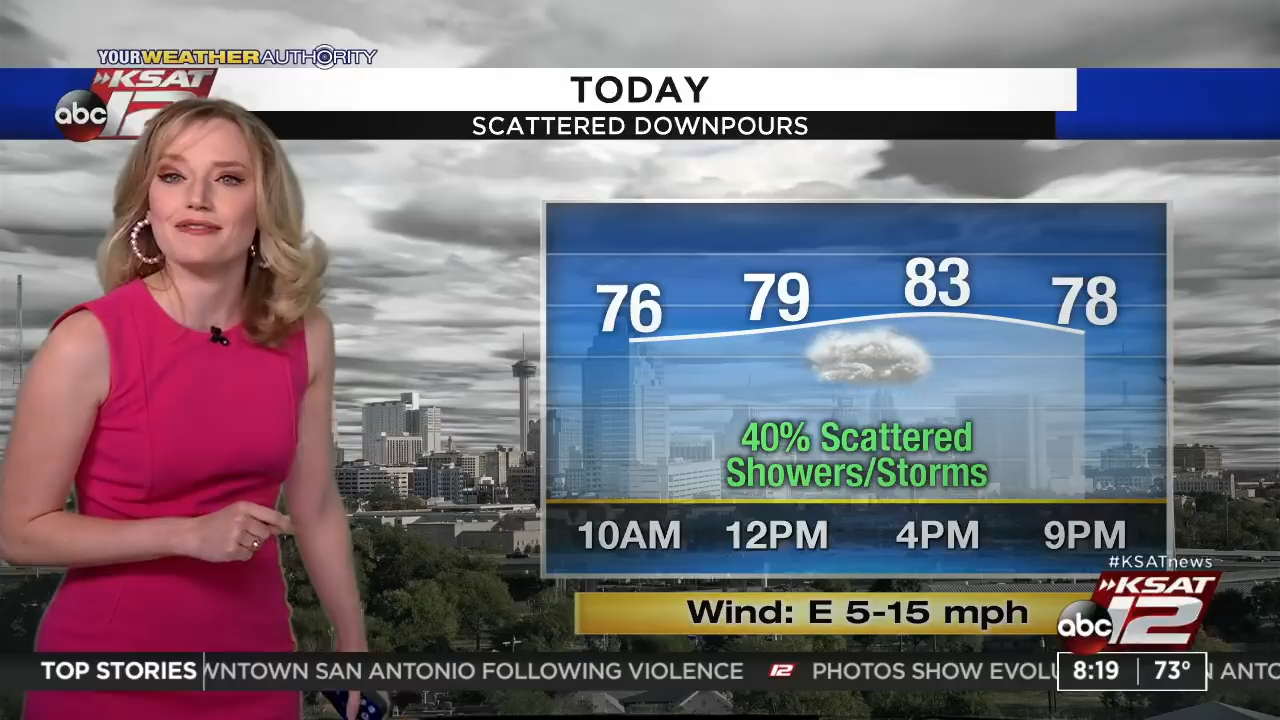 YOURWEATHERAUTHORITY
KSAT
abc 12
TODAY
SCATTERED DOWNPOURS
76 79 83 78
40% Scattered
Showers/Storms
10AM 12PM 4PM 9PM
#KSATnews
KSAT
abc 12
Wind: E 5-15 mph
TOP STORIES WNTOWN SAN ANTONIO FOLLOWING VIOLENCE 12 PHOTOS SHOW EVOLU 8:19 73° N ANTO